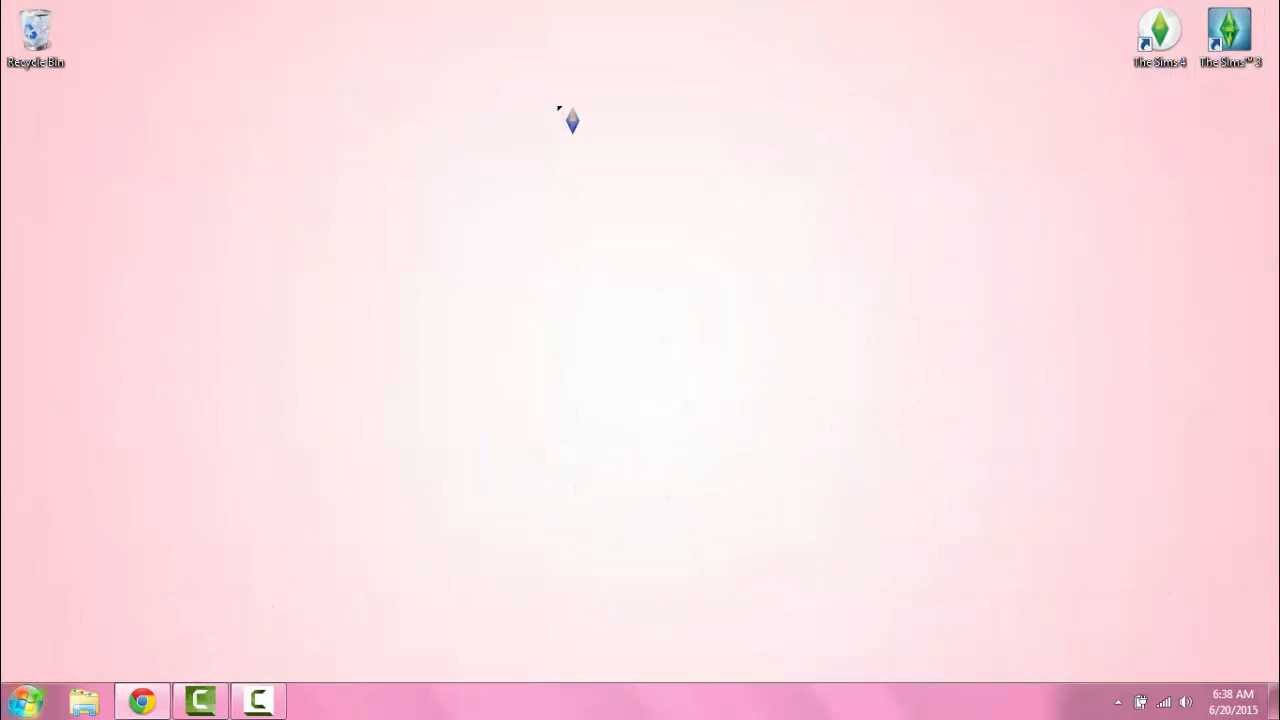 Recycle Bin
The Sims 4
The Sims™ 3
6:38 AM
6/20/2015